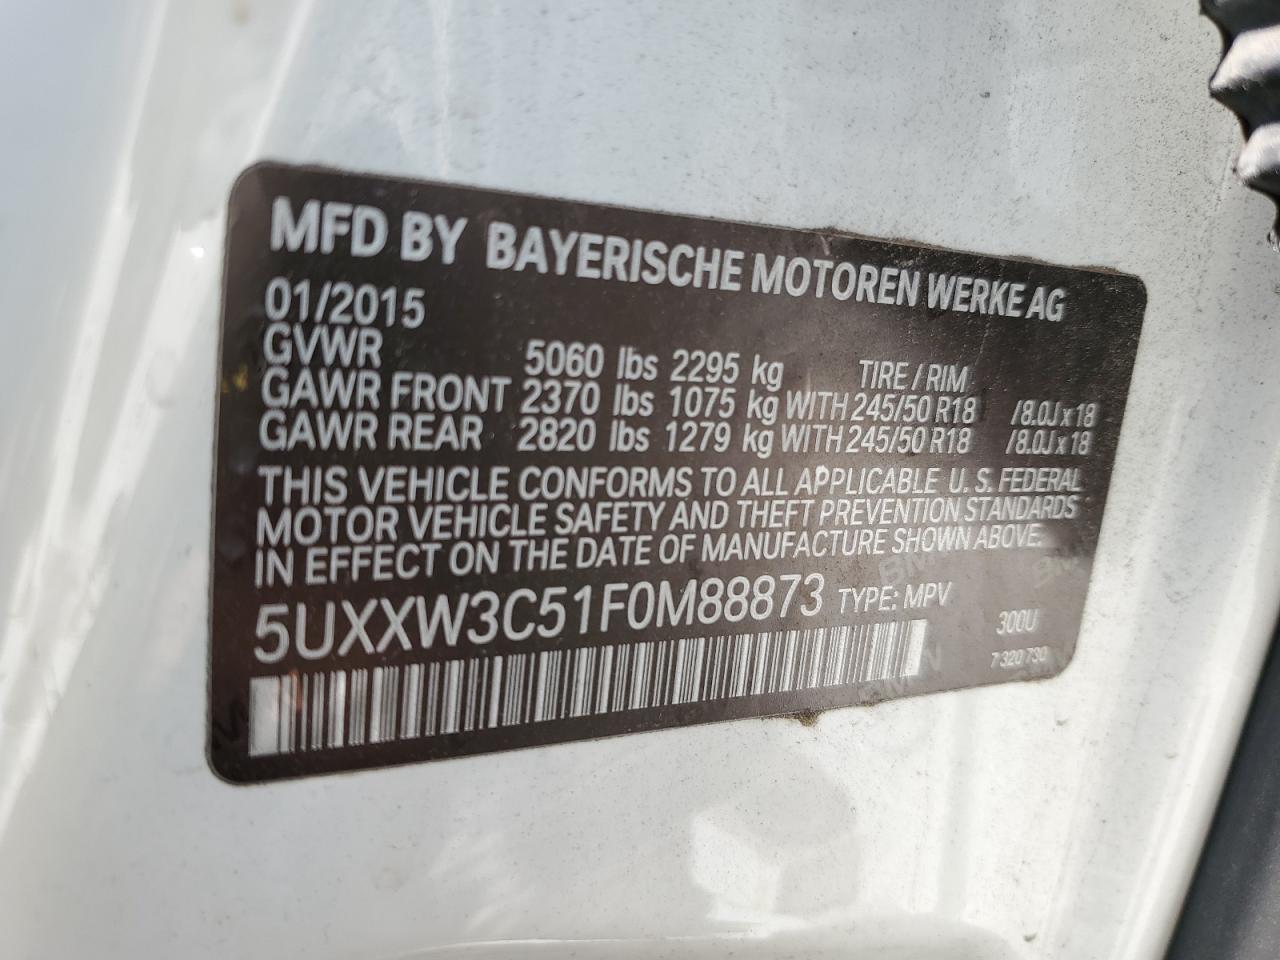 MFD BY BAYERISCHE MOTOREN WERKE AG
01/2015
GVWR 5060 lbs 2295 kg TIRE / RIM
GAWR FRONT 2370 lbs 1075 kg WITH 245/50 R18 /8.0J x 18
GAWR REAR 2820 lbs 1279 kg WITH 245/50 R18 /8.0J x 18
THIS VEHICLE CONFORMS TO ALL APPLICABLE U. S. FEDERAL
MOTOR VEHICLE SAFETY AND THEFT PREVENTION STANDARDS
IN EFFECT ON THE DATE OF MANUFACTURE SHOWN ABOVE.
5UXXW3C51F0M88873 TYPE: MPV
300U
7 320 730